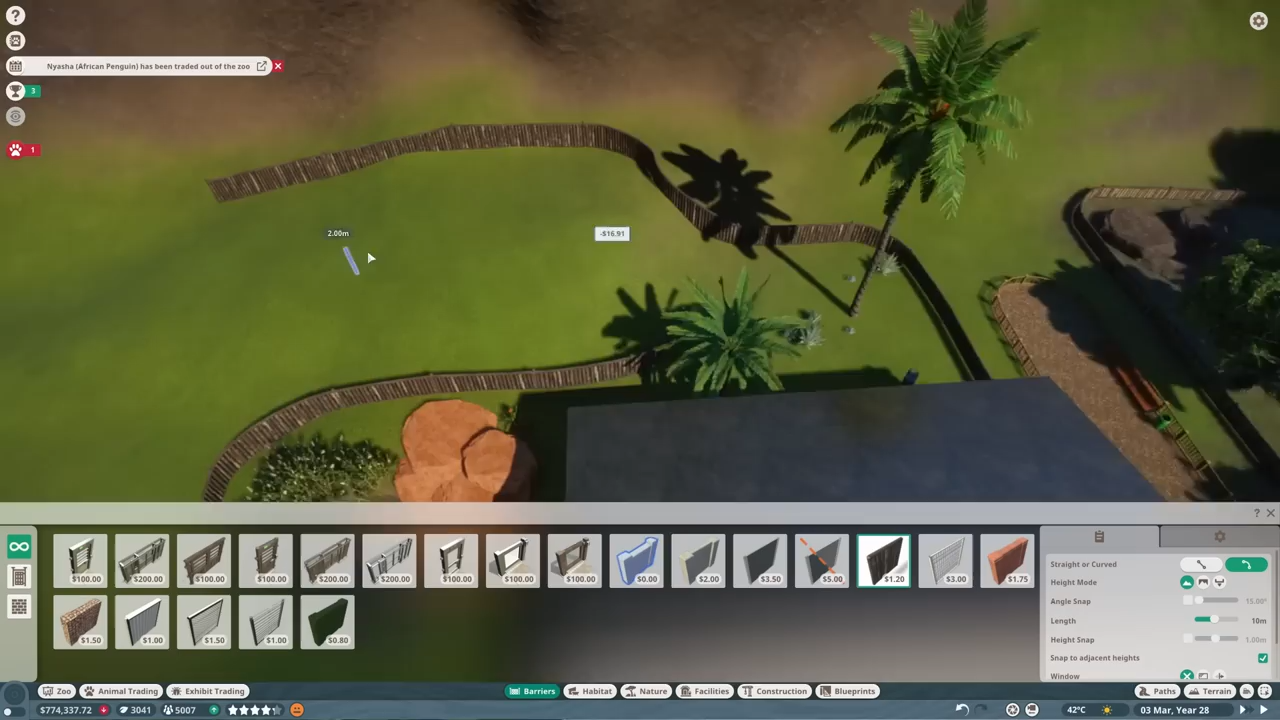 ?
Nyasha (African Penguin) has been traded out of the zoo
3
1
2.00m
-$16.91
?
$100.00
$200.00
$100.00
$100.00
$200.00
$200.00
$100.00
$100.00
$100.00
$0.00
$2.00
$3.50
$5.00
$1.20
$3.00
$1.75
$1.50
$1.00
$1.50
$1.00
$0.80
Straight or Curved
Height Mode
Angle Snap
15.00°
Length
10m
Height Snap
1.00m
Snap to adjacent heights
Window
Zoo
Animal Trading
Exhibit Trading
Barriers
Habitat
Nature
Facilities
Construction
Blueprints
Paths
Terrain
$774,337.72
3041
5007
42°C
03 Mar, Year 28